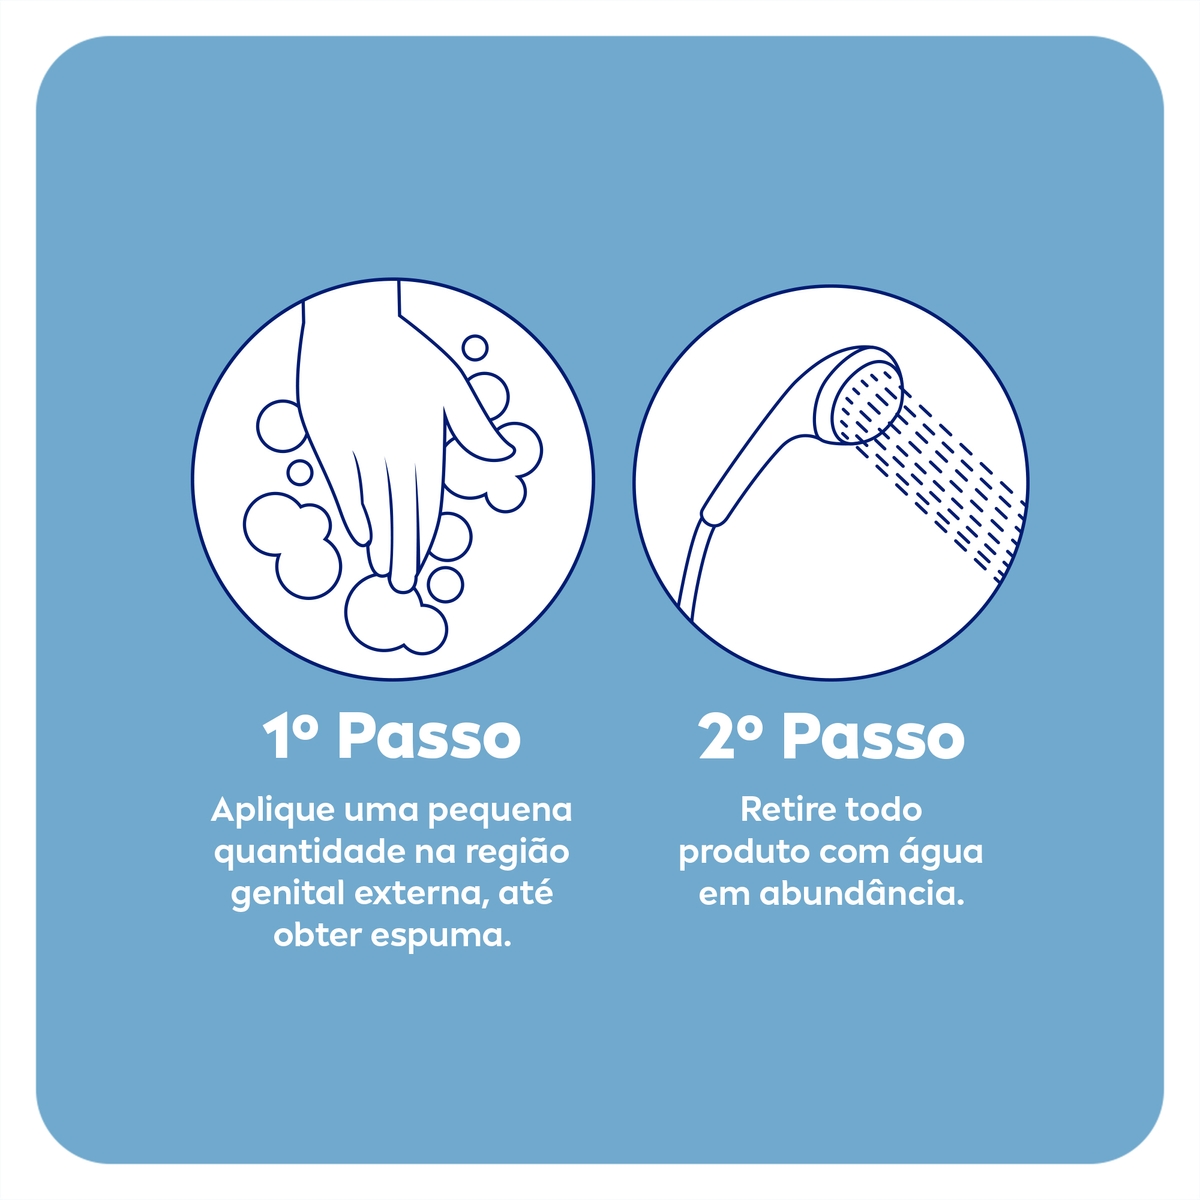 1º Passo
Aplique uma pequena
quantidade na região
genital externa, até
obter espuma.
2º Passo
Retire todo
produto com água
em abundância.